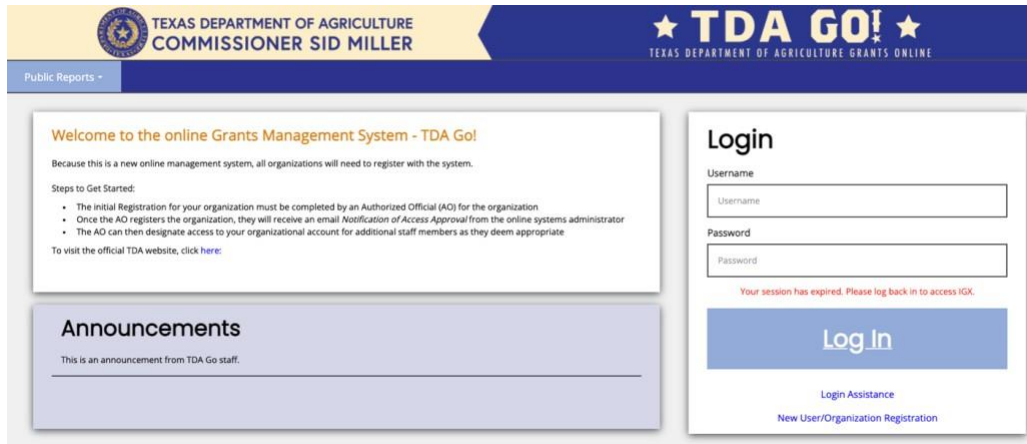 TEXAS DEPARTMENT OF AGRICULTURE
COMMISSIONER SID MILLER
TDA GO!
TEXAS DEPARTMENT OF AGRICULTURE GRANTS ONLINE
Public Reports
Welcome to the online Grants Management System - TDA Go!
Because this is a new online management system, all organizations will need to register with the system.
Steps to Get Started:
• The initial Registration for your organization must be completed by an Authorized Official (AO) for the organization
• Once the AO registers the organization, they will receive an email Notification of Access Approval from the online systems administrator
• The AO can then designate access to your organizational account for additional staff members as they deem appropriate
To visit the official TDA website, click here:
Announcements
This is an announcement from TDA Go staff.
Login
Username
Username
Password
Password
Your session has expired. Please log back in to access IGX.
Log In
Login Assistance
New User/Organization Registration